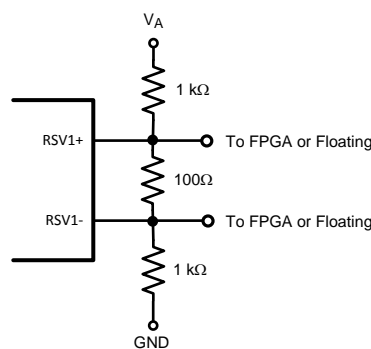 V_A
1 kΩ
RSV1+
To FPGA or Floating
100Ω
RSV1-
To FPGA or Floating
1 kΩ
GND